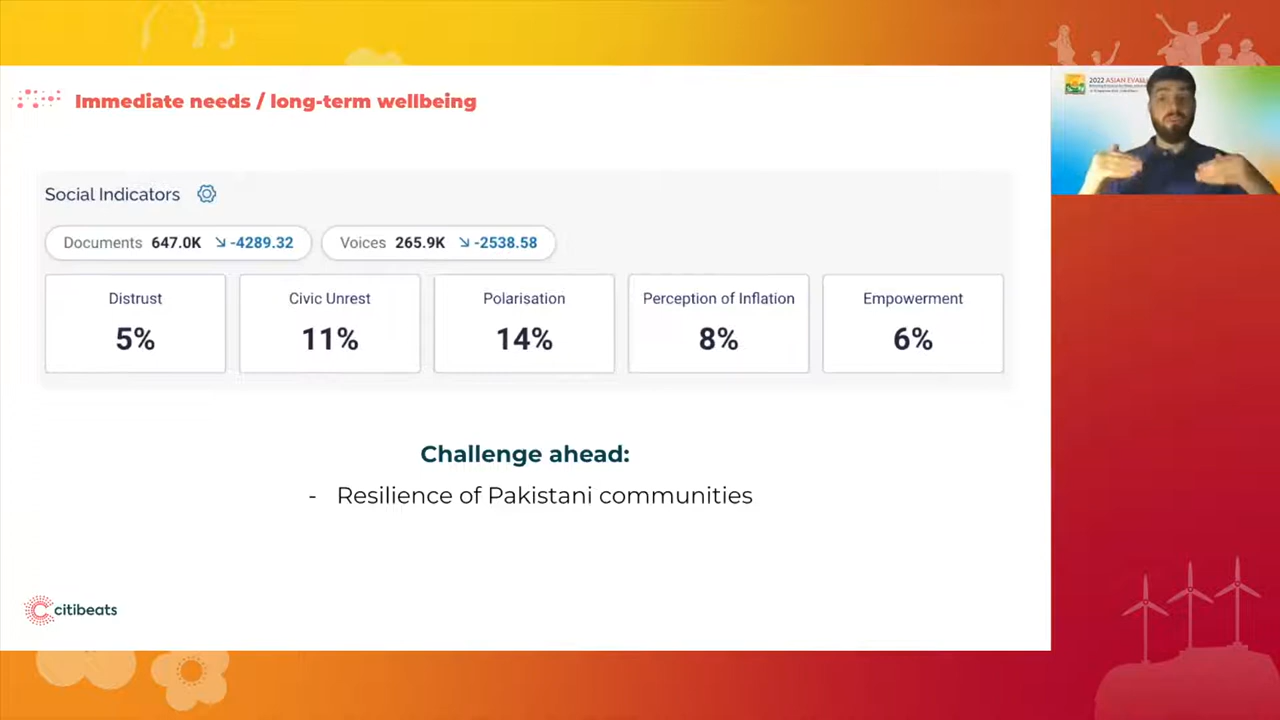 Immediate needs / long-term wellbeing
2022 ASIAN EVALU
Social Indicators
Documents 647.0K -4289.32
Voices 265.9K -2538.58
Distrust
5%
Civic Unrest
11%
Polarisation
14%
Perception of Inflation
8%
Empowerment
6%
Challenge ahead:
- Resilience of Pakistani communities
citibeats